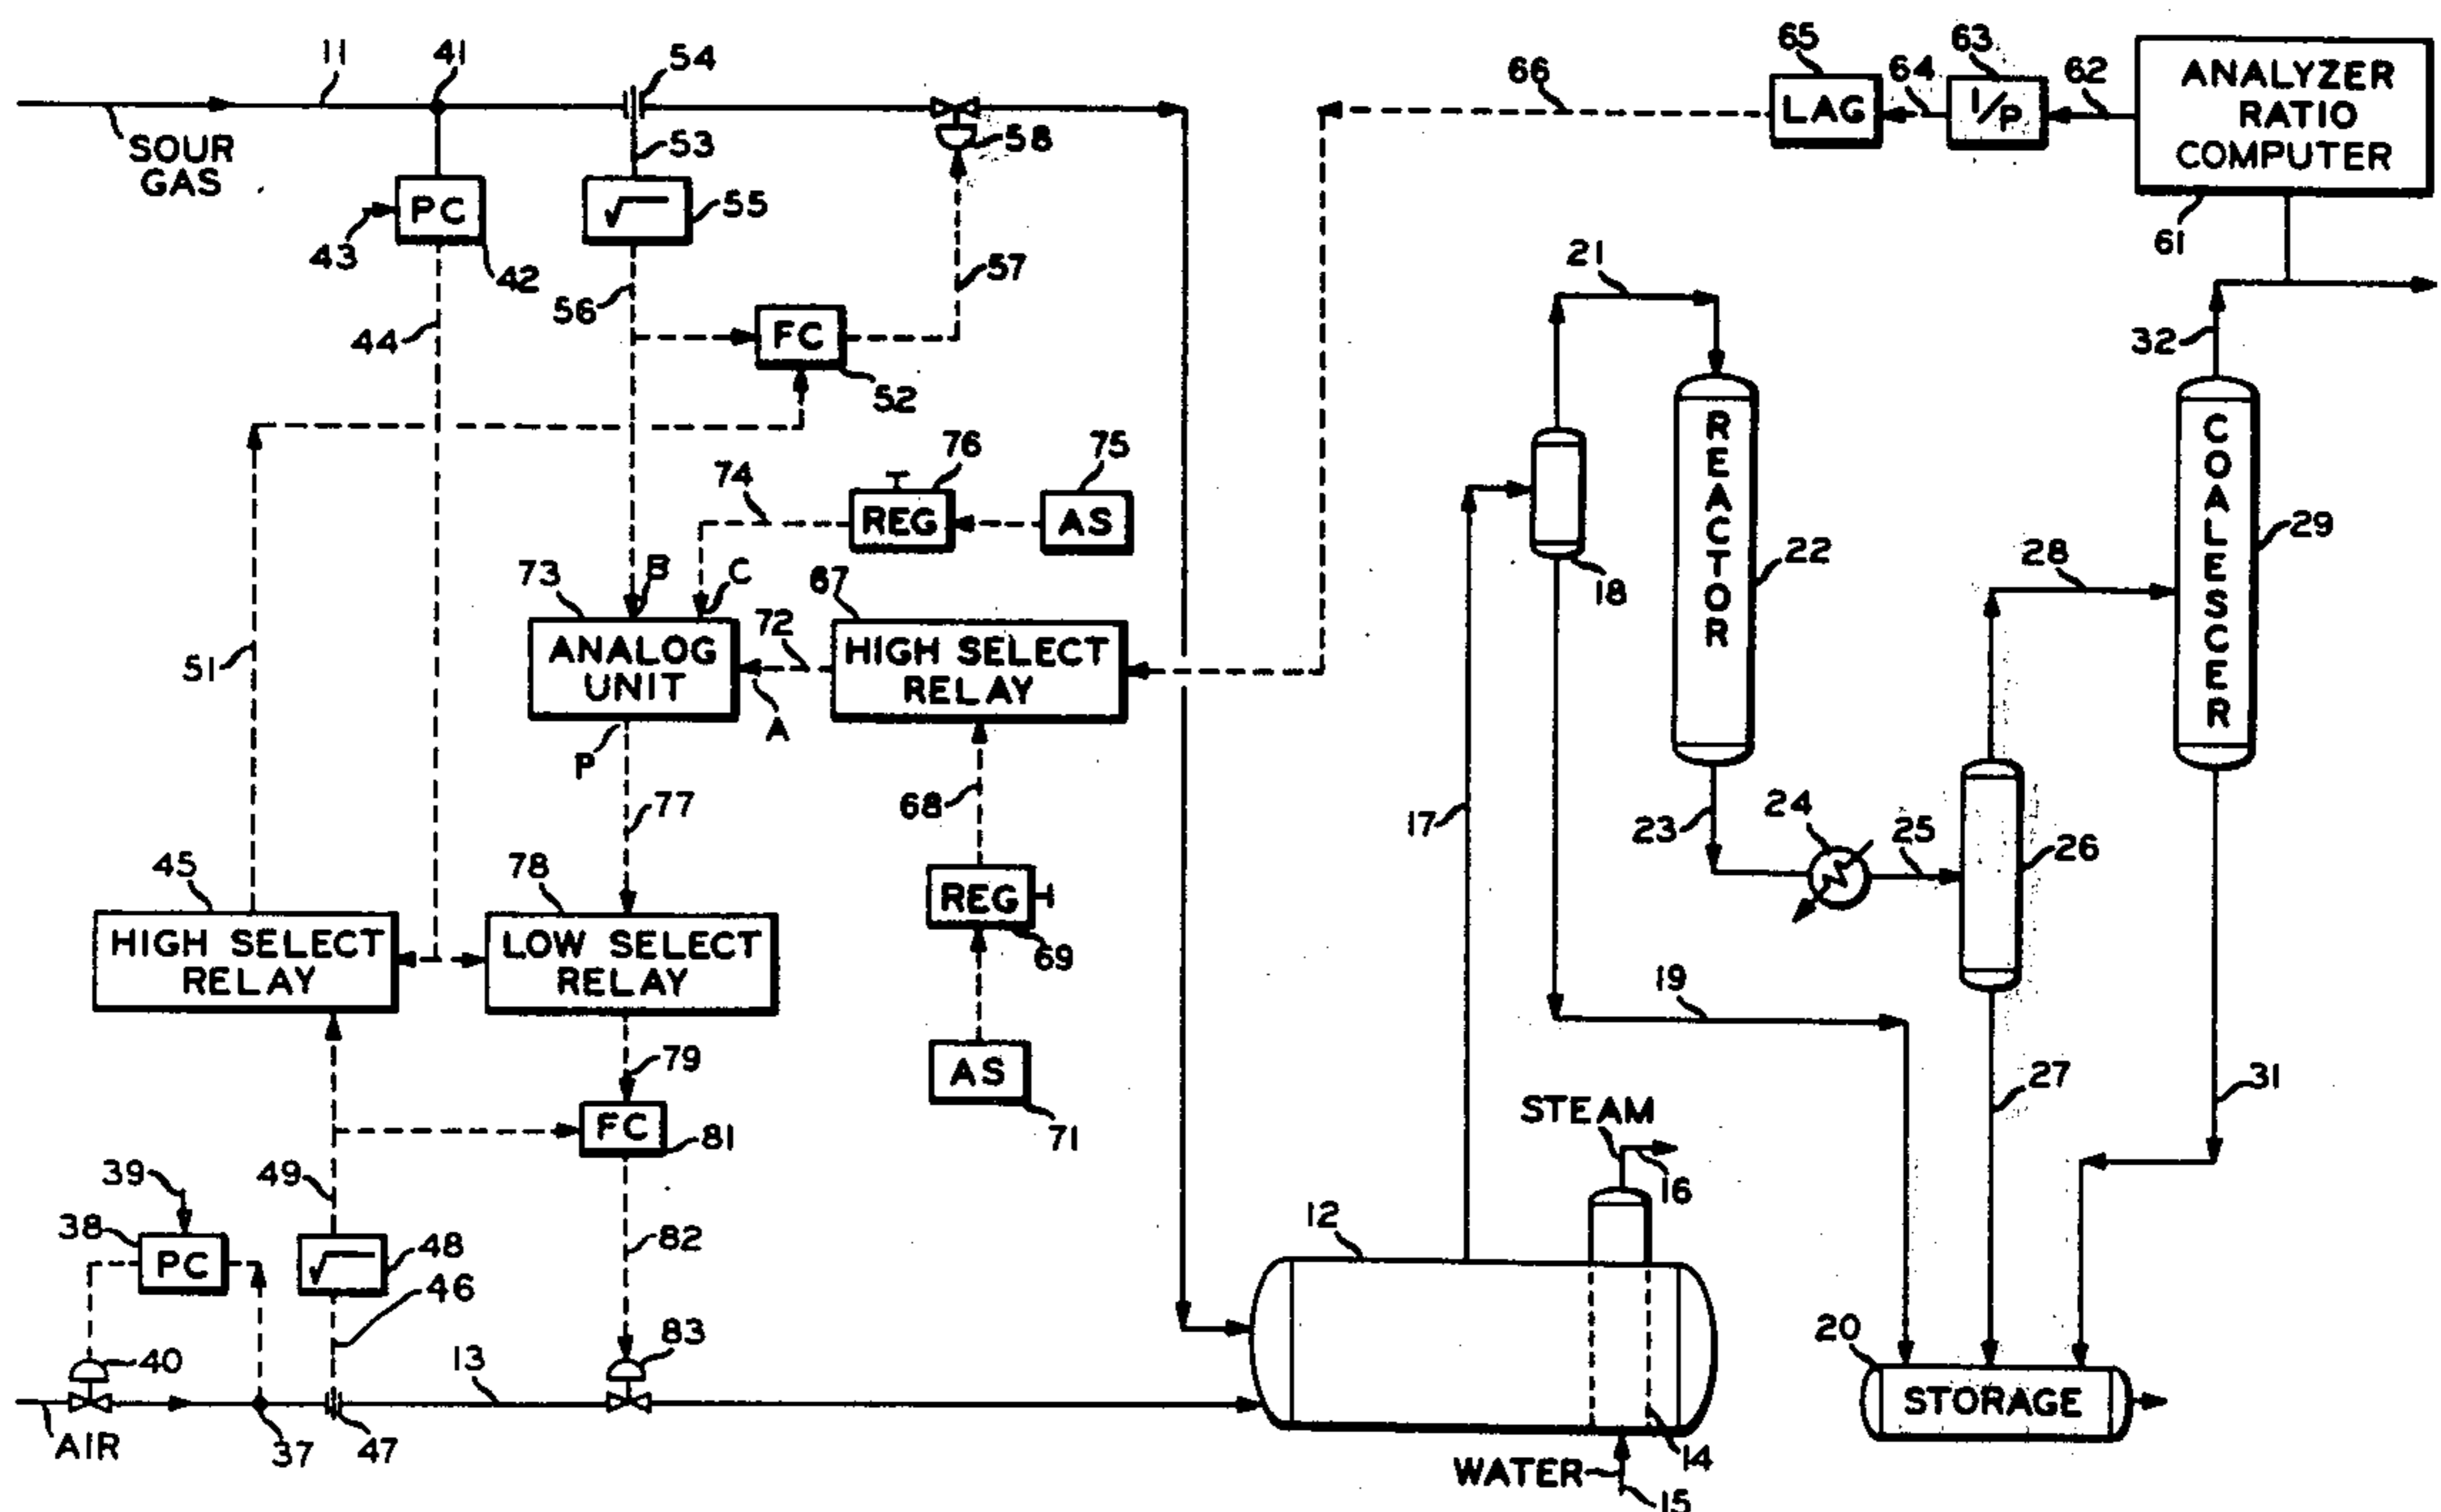 11
41
54
SOUR
GAS
53
58
PC
43
42
√
55
56
57
44
FC
52
66
65
LAG
64
63
I/P
62
ANALYZER
RATIO
COMPUTER
61
21
32
51
74
76
REG
75
AS
73
B
C
ANALOG
UNIT
P
72
A
67
HIGH SELECT
RELAY
18
REACTOR
22
COALESCER
29
28
77
68
REG
69
AS
71
17
23
24
25
26
45
HIGH SELECT
RELAY
78
LOW SELECT
RELAY
79
FC
81
19
27
31
39
38
PC
49
√
48
46
82
83
40
13
AIR
37
47
12
STEAM
16
WATER
15
14
20
STORAGE